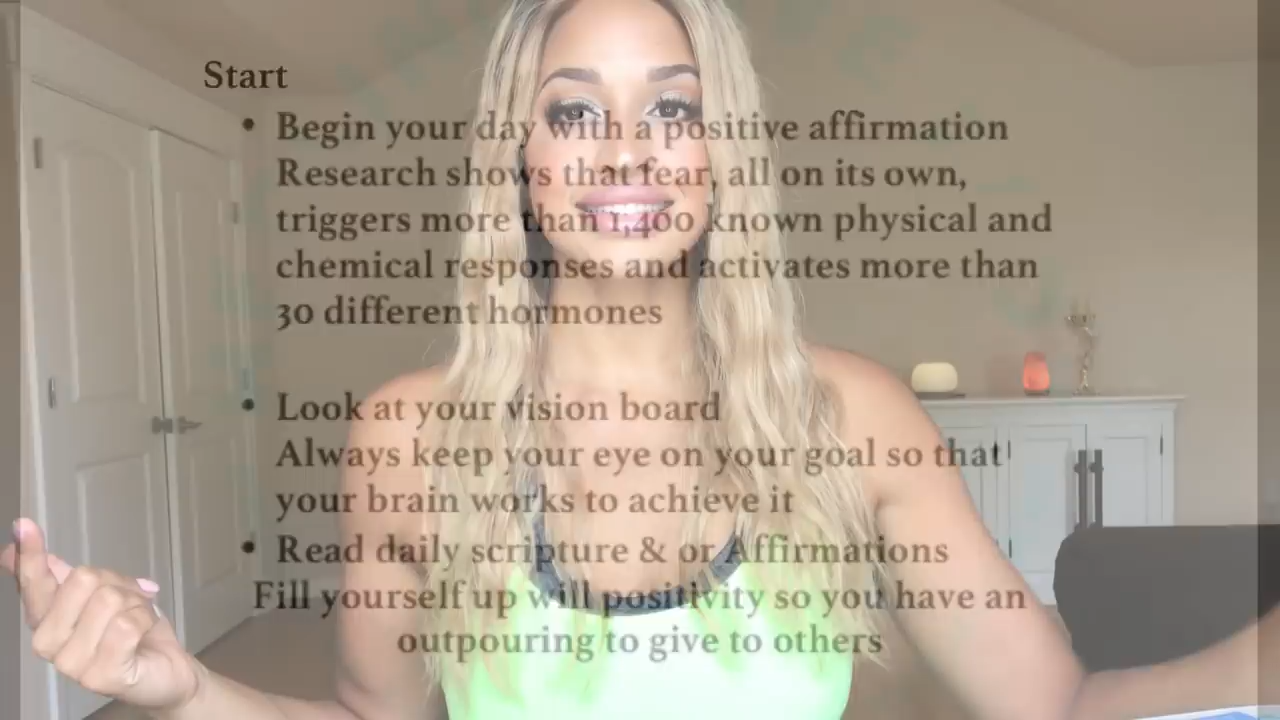 Start
• Begin your day with a positive affirmation
Research shows that fear, all on its own,
triggers more than 1,400 known physical and
chemical responses and activates more than
30 different hormones
• Look at your vision board
Always keep your eye on your goal so that
your brain works to achieve it
• Read daily scripture & or Affirmations
Fill yourself up will positivity so you have an
outpouring to give to others